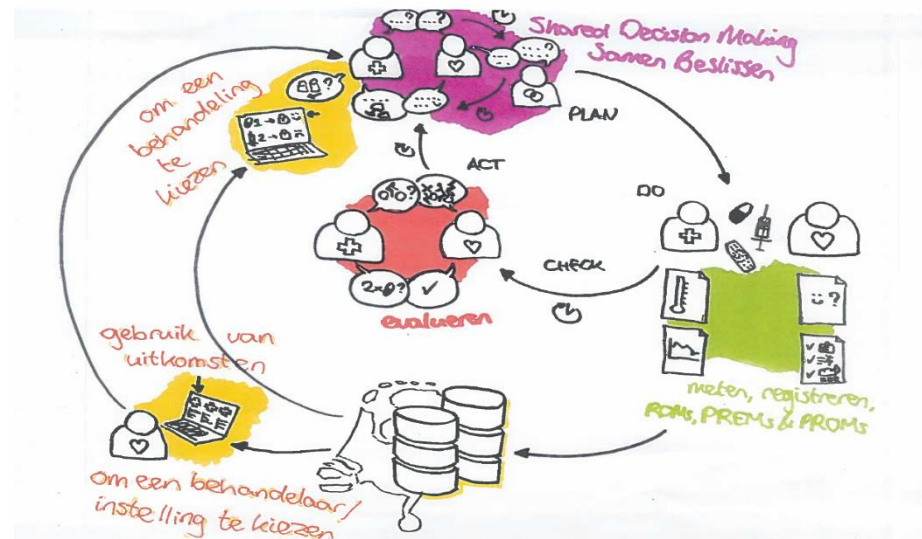 Shared Decision Making
Samen Beslissen
om een
behandeling
te
kiezen
PLAN
ACT
DO
CHECK
evalueren
2x
?
✓
gebruik van
uitkomsten
meten, registreren,
ROMs, PREMs & PROMs
om een behandelaar/
instelling te kiezen